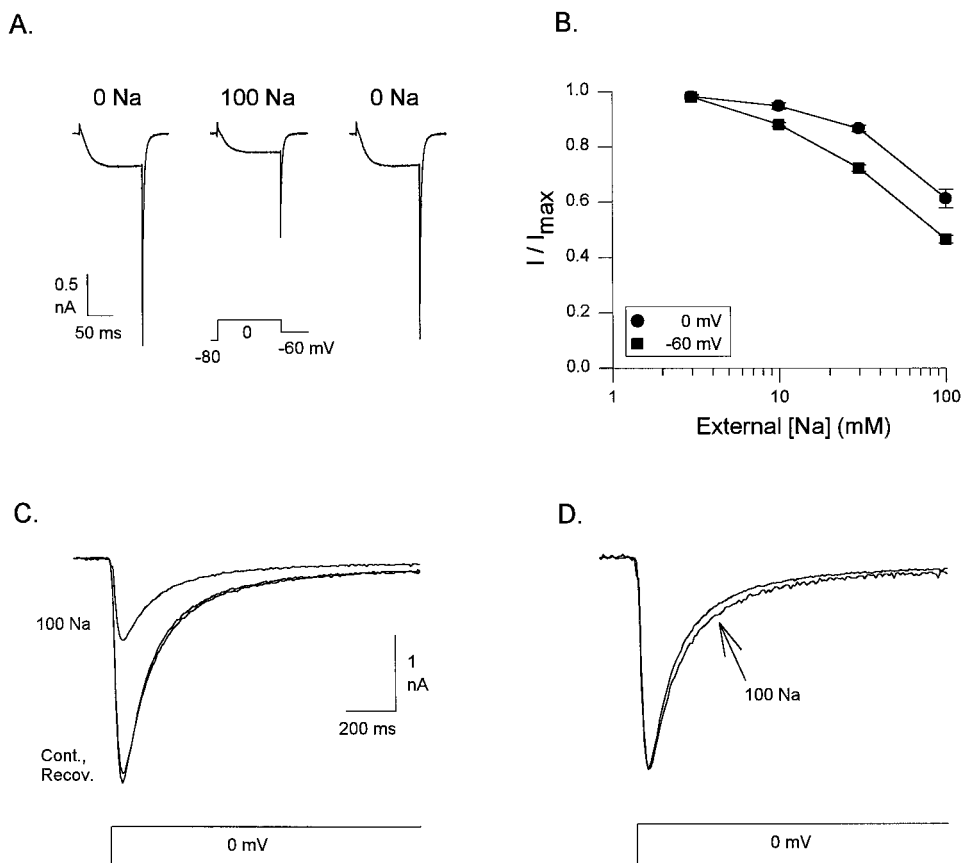 A.
0 Na
100 Na
0 Na
0.5
nA
50 ms
-80
0
-60 mV
B.
I / Imax
1.0
0.8
0.6
0.4
0.2
0.0
0 mV
-60 mV
1
10
100
External [Na] (mM)
C.
100 Na
1
nA
200 ms
Cont.,
Recov.
0 mV
D.
100 Na
0 mV